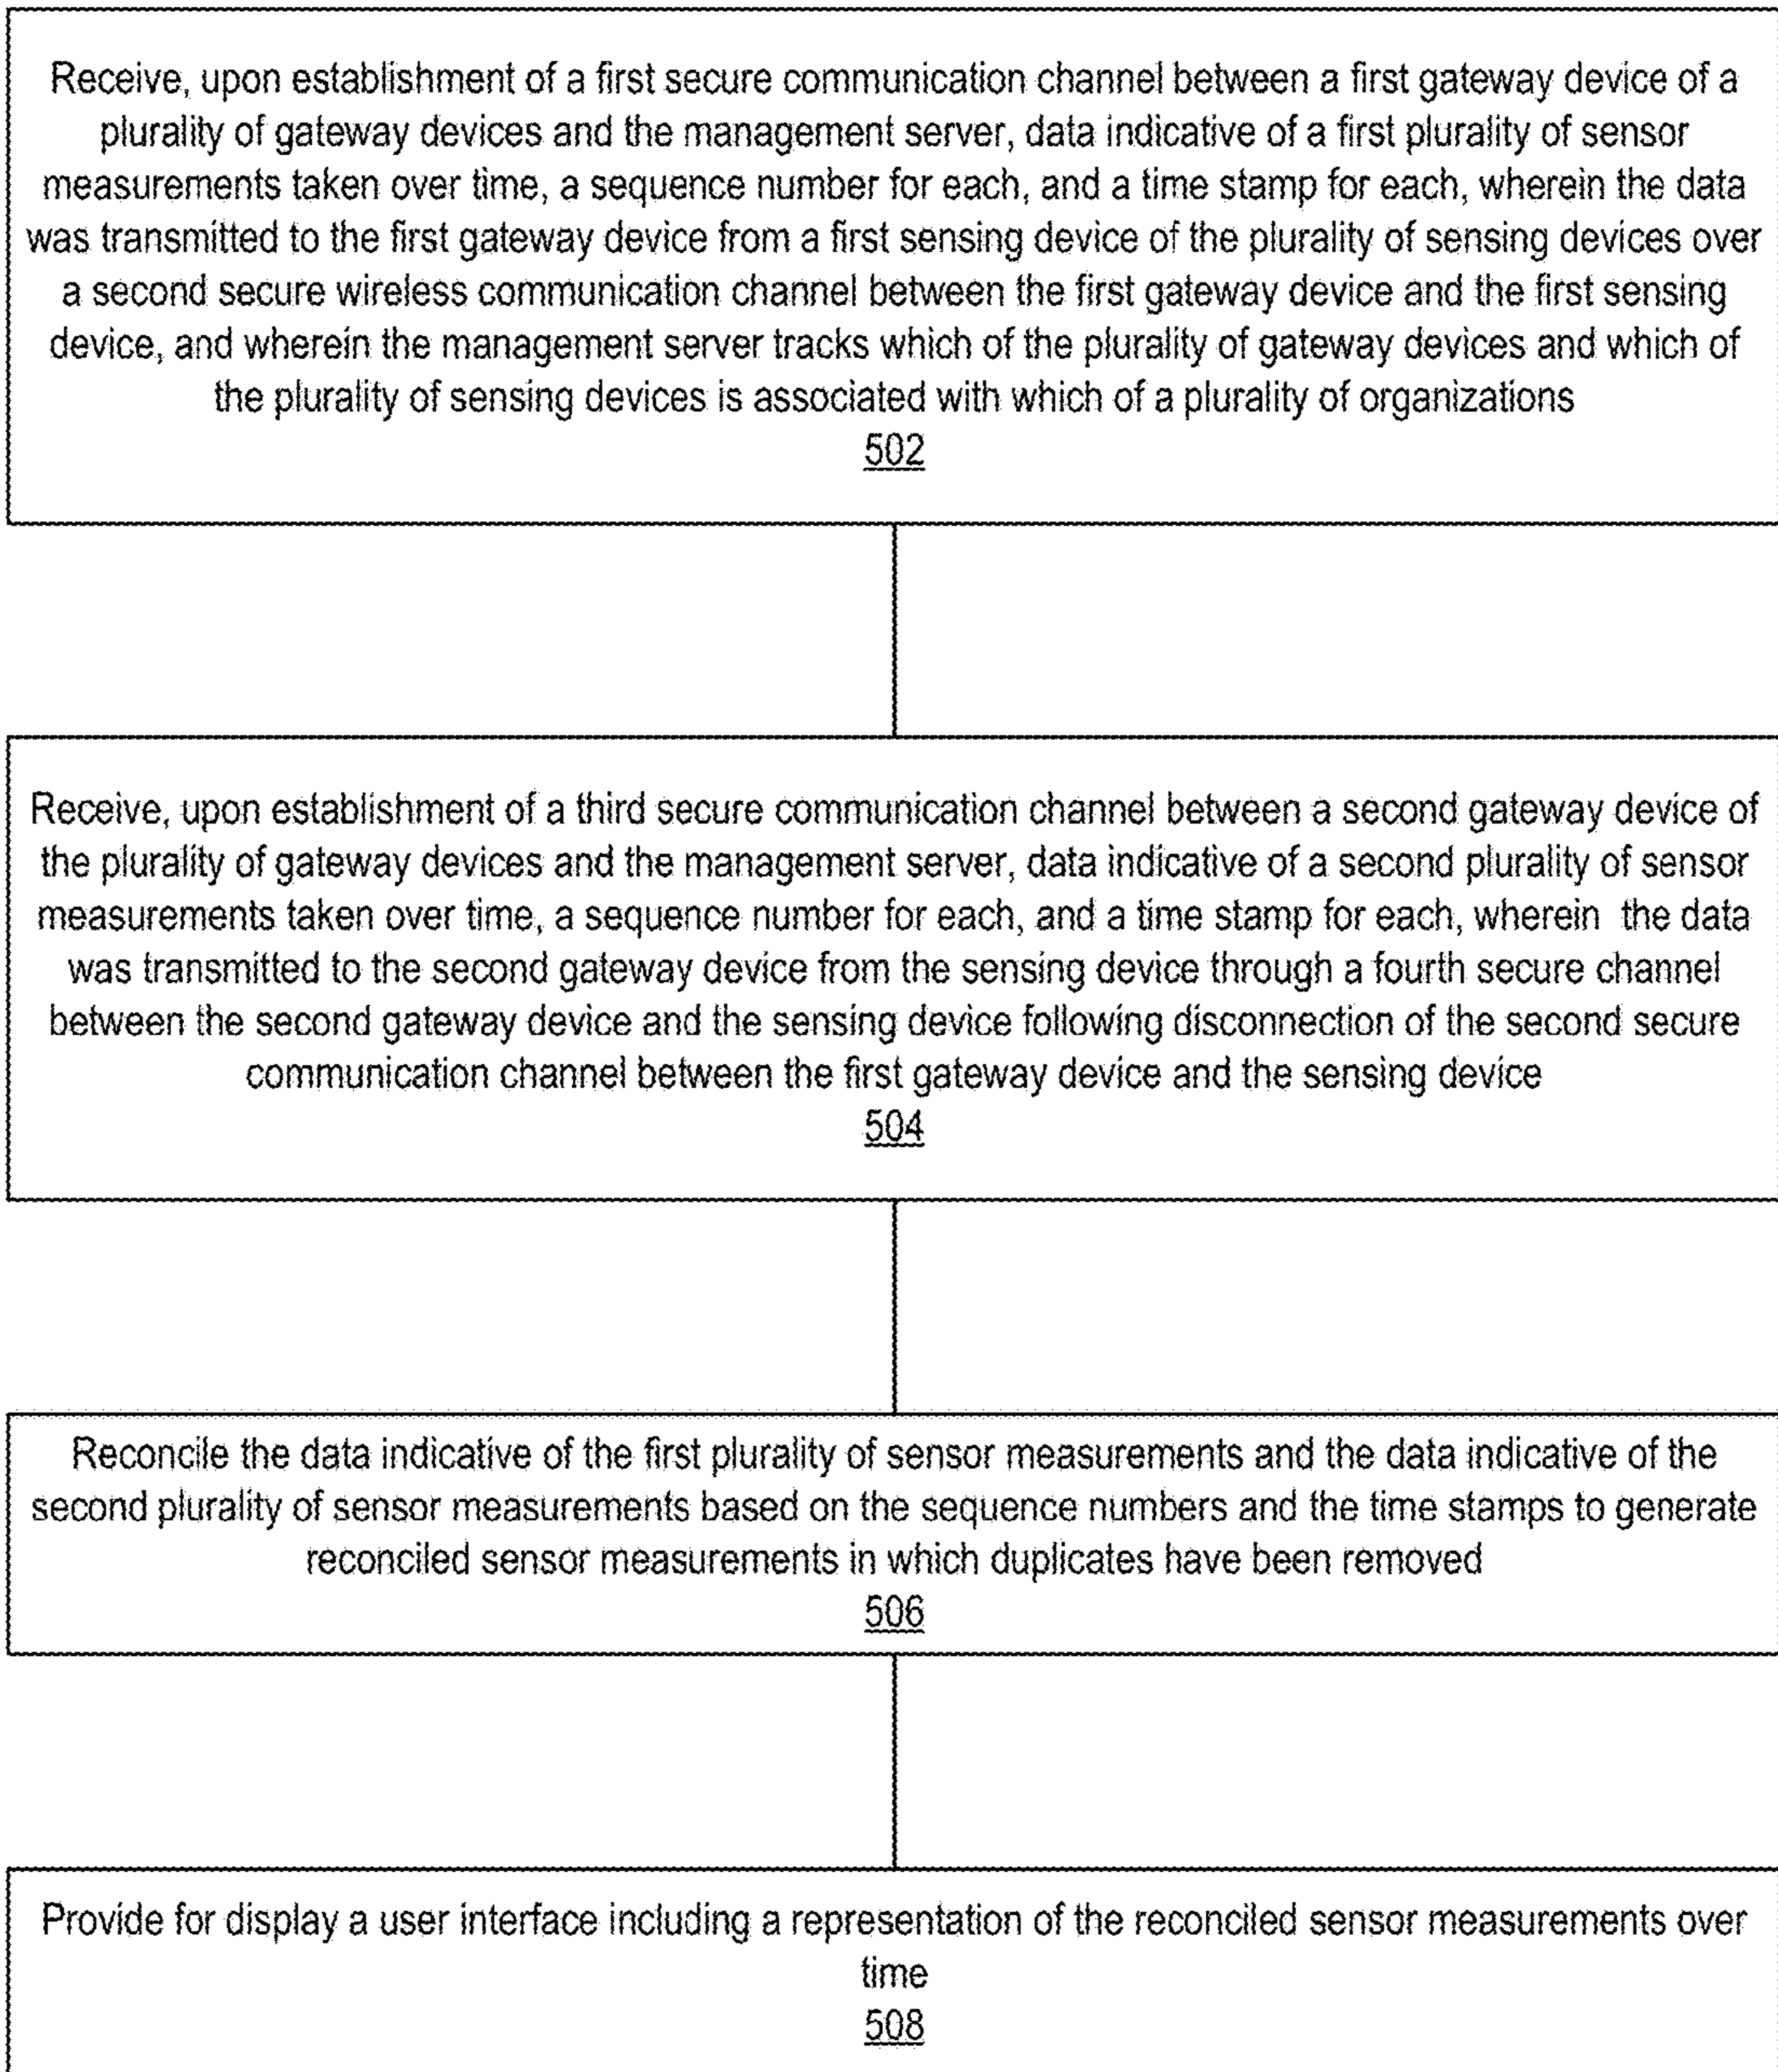 Receive, upon establishment of a first secure communication channel between a first gateway device of a
plurality of gateway devices and the management server, data indicative of a first plurality of sensor
measurements taken over time, a sequence number for each, and a time stamp for each, wherein the data
was transmitted to the first gateway device from a first sensing device of the plurality of sensing devices over
a second secure wireless communication channel between the first gateway device and the first sensing
device, and wherein the management server tracks which of the plurality of gateway devices and which of
the plurality of sensing devices is associated with which of a plurality of organizations
502
Receive, upon establishment of a third secure communication channel between a second gateway device of
the plurality of gateway devices and the management server, data indicative of a second plurality of sensor
measurements taken over time, a sequence number for each, and a time stamp for each, wherein the data
was transmitted to the second gateway device from the sensing device through a fourth secure channel
between the second gateway device and the sensing device following disconnection of the second secure
communication channel between the first gateway device and the sensing device
504
Reconcile the data indicative of the first plurality of sensor measurements and the data indicative of the
second plurality of sensor measurements based on the sequence numbers and the time stamps to generate
reconciled sensor measurements in which duplicates have been removed
506
Provide for display a user interface including a representation of the reconciled sensor measurements over
time
508